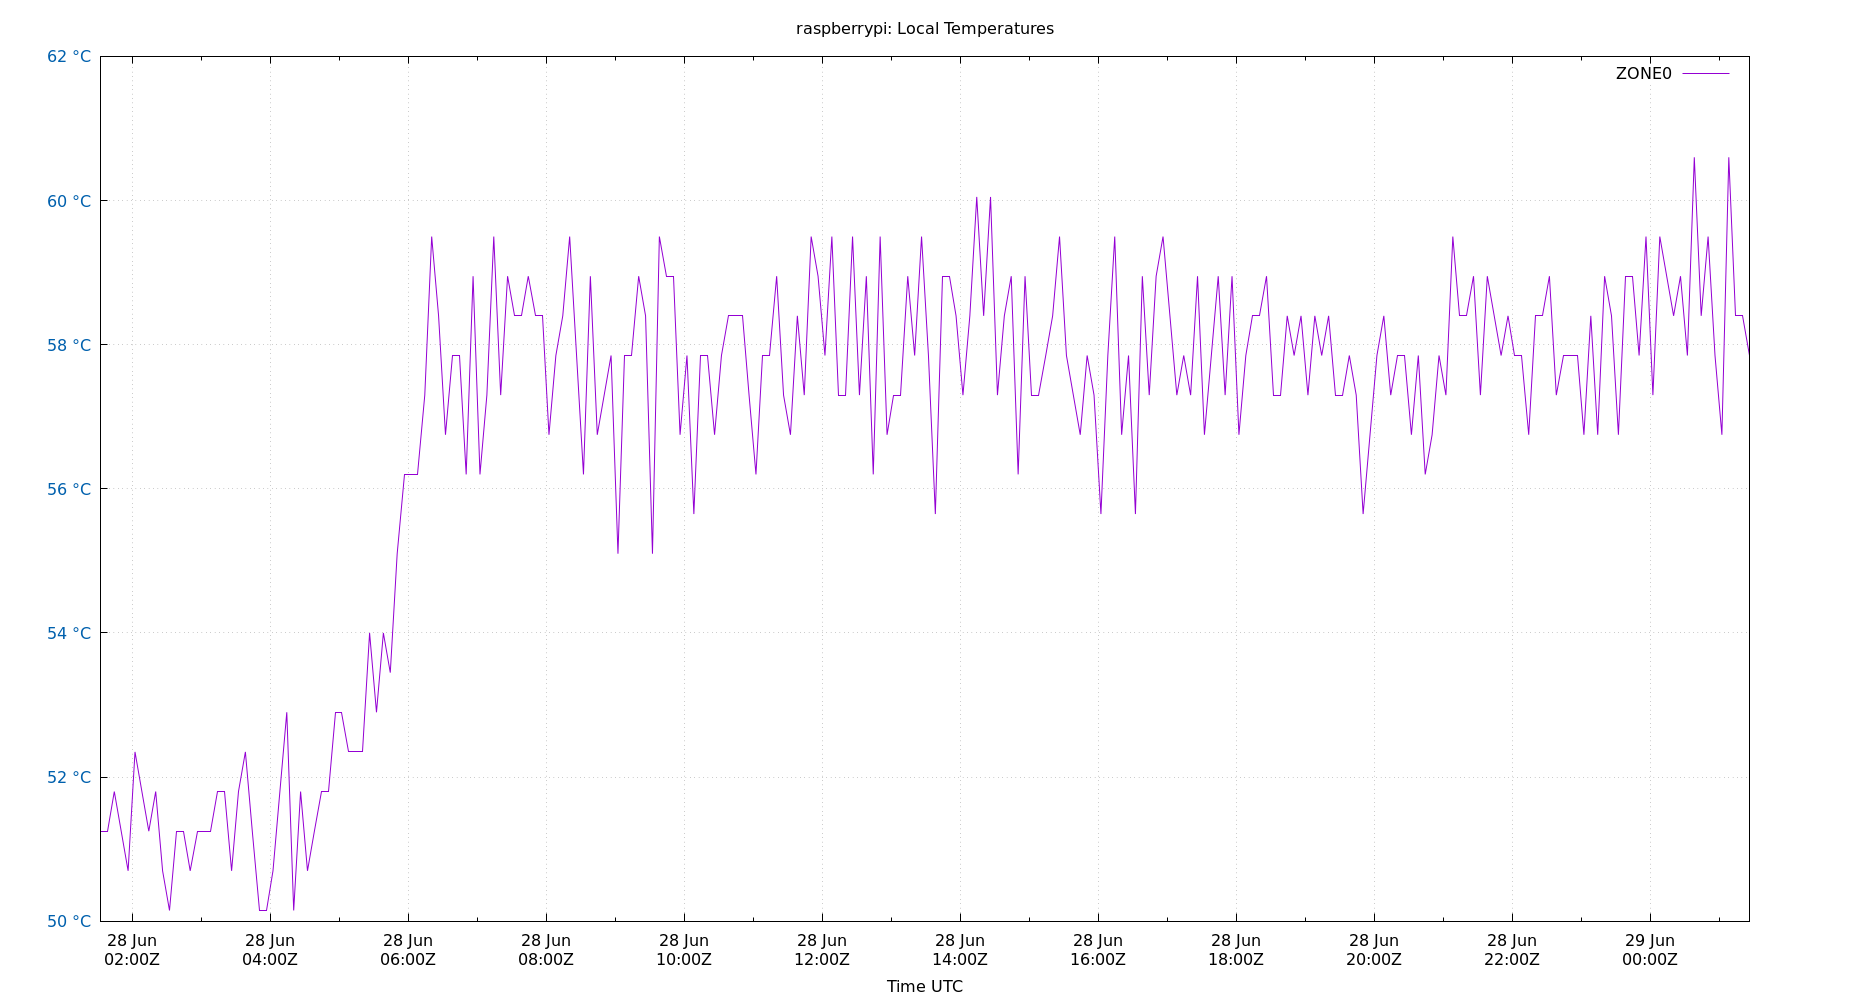 raspberrypi: Local Temperatures
62 °C
ZONE0
60 °C
58 °C
56 °C
54 °C
52 °C
50 °C
28 Jun 28 Jun 28 Jun 28 Jun 28 Jun 28 Jun 28 Jun 28 Jun 28 Jun 28 Jun 28 Jun 29 Jun
02:00Z 04:00Z 06:00Z 08:00Z 10:00Z 12:00Z 14:00Z 16:00Z 18:00Z 20:00Z 22:00Z 00:00Z
Time UTC